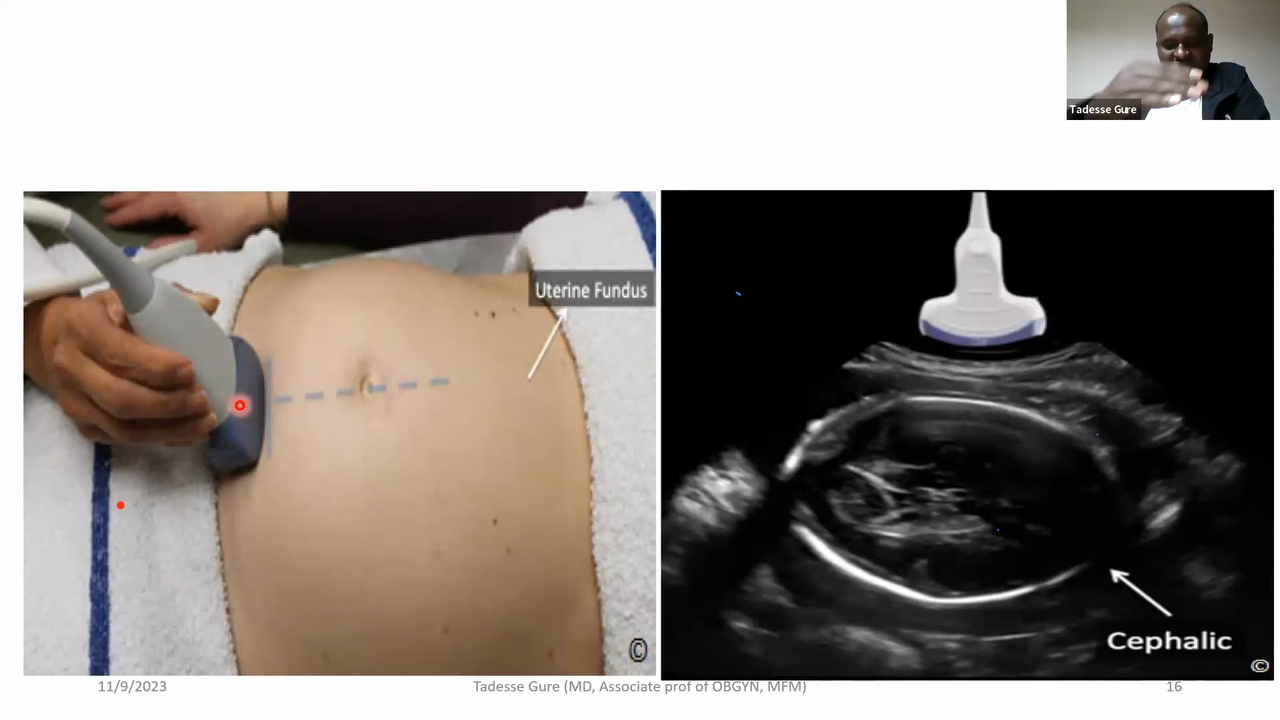 Tadesse Gure
Uterine Fundus
Cephalic
©
©
11/9/2023
Tadesse Gure (MD, Associate prof of OBGYN, MFM)
16